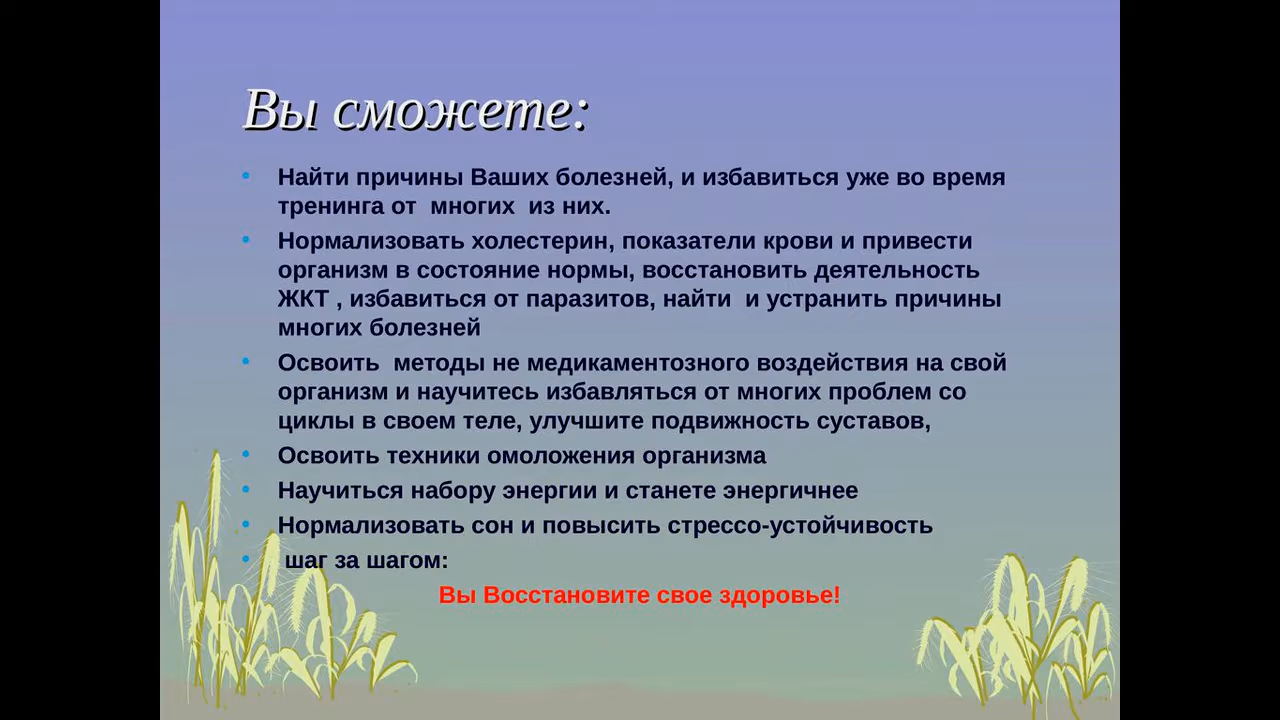 Вы сможете:
Найти причины Ваших болезней, и избавиться уже во время
тренинга от  многих  из них.
Нормализовать холестерин, показатели крови и привести
организм в состояние нормы, восстановить деятельность
ЖКТ , избавиться от паразитов, найти  и устранить причины
многих болезней
Освоить  методы не медикаментозного воздействия на свой
организм и научитесь избавляться от многих проблем со
циклы в своем теле, улучшите подвижность суставов,
Освоить техники омоложения организма
Научиться набору энергии и станете энергичнее
Нормализовать сон и повысить стрессо-устойчивость
шаг за шагом:
Вы Восстановите свое здоровье!